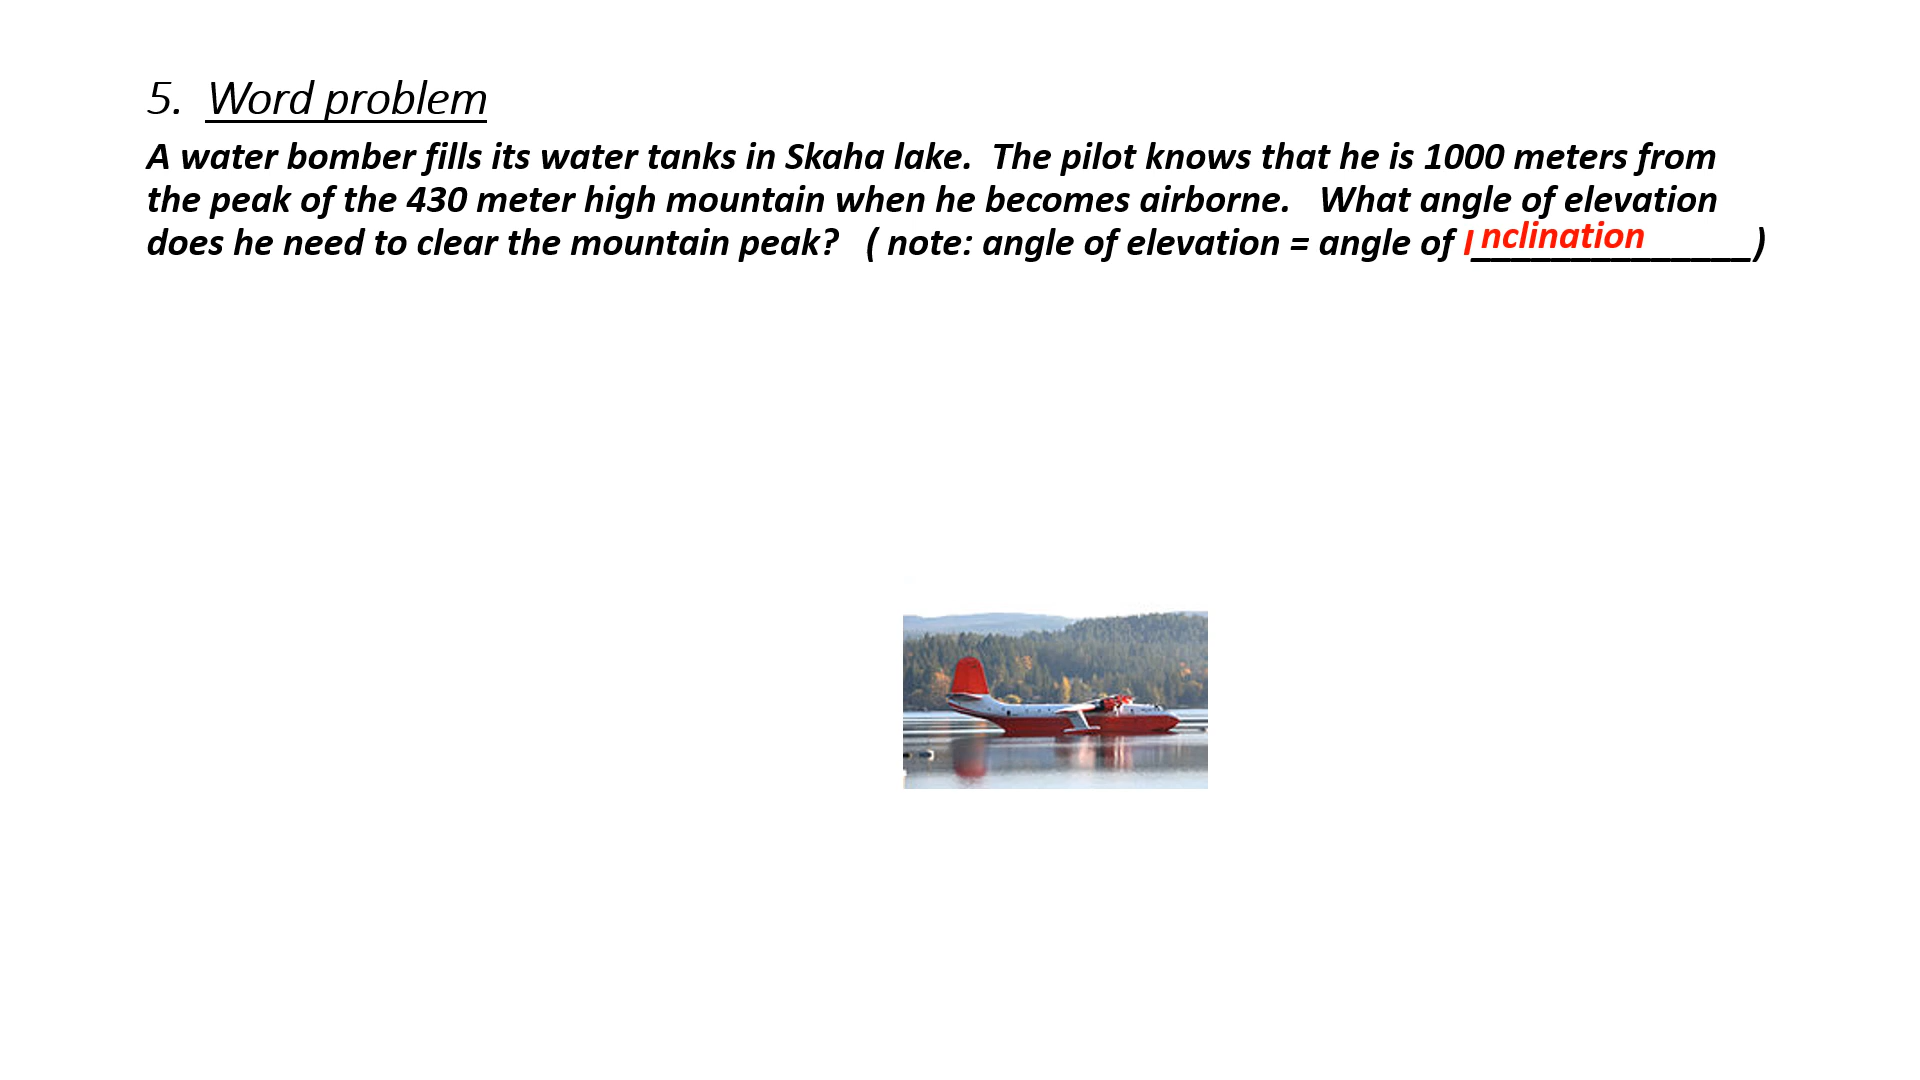 5.  Word problem
A water bomber fills its water tanks in Skaha lake.  The pilot knows that he is 1000 meters from
the peak of the 430 meter high mountain when he becomes airborne.   What angle of elevation
does he need to clear the mountain peak?   ( note: angle of elevation = angle of Inclination______________)